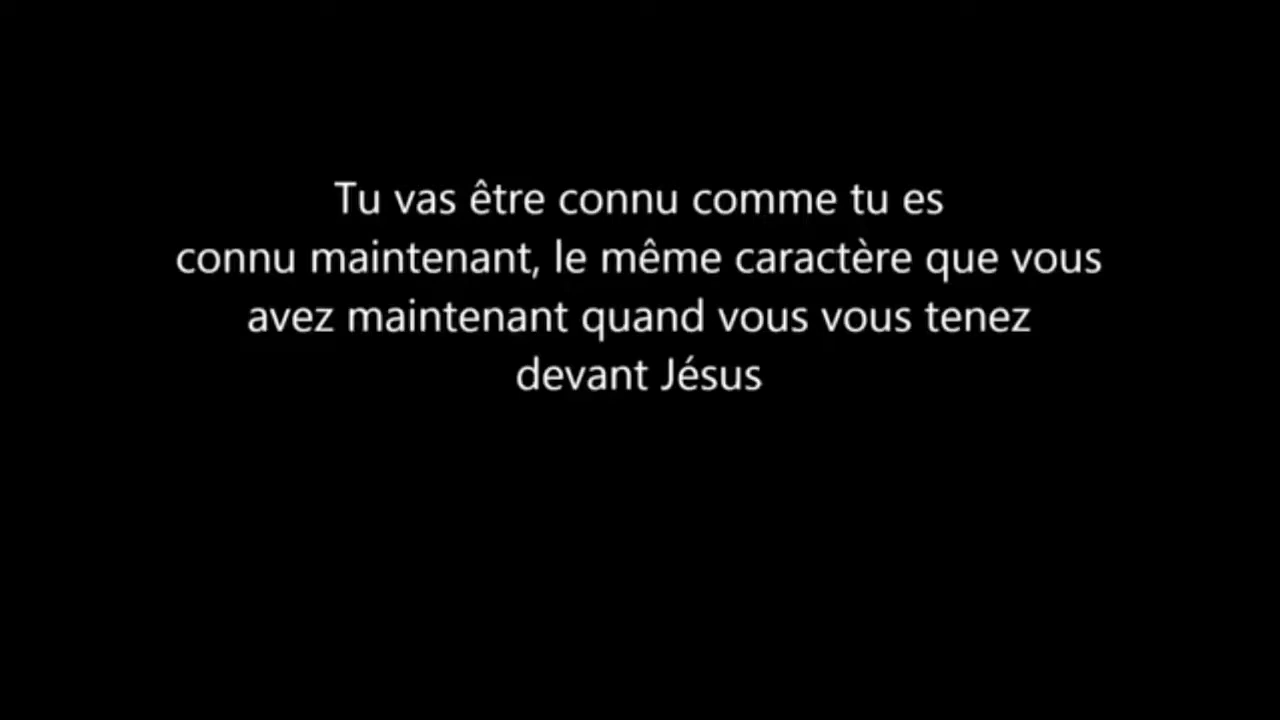 Tu vas être connu comme tu es
connu maintenant, le même caractère que vous
avez maintenant quand vous vous tenez
devant Jésus